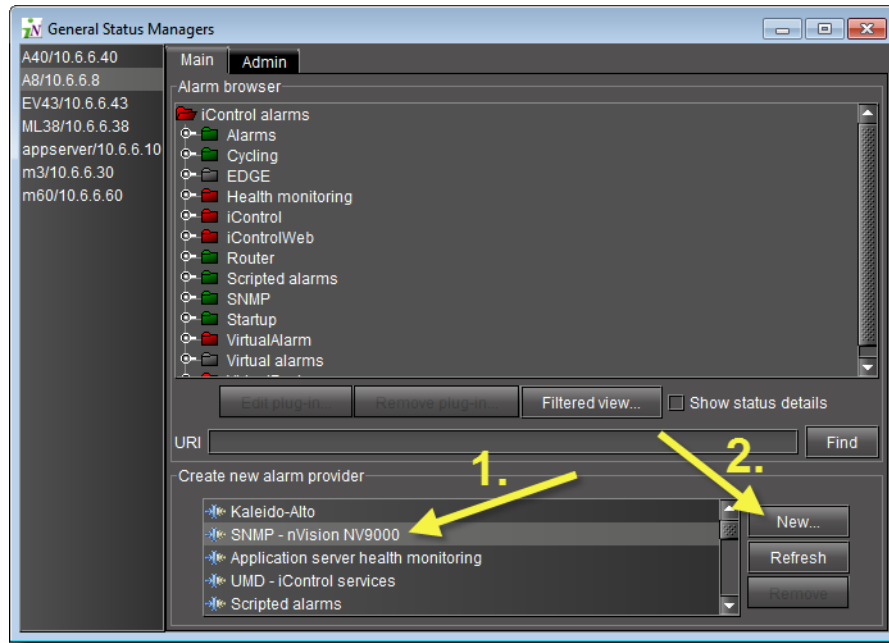 General Status Managers
A40/10.6.6.40
A8/10.6.6.8
EV43/10.6.6.43
ML38/10.6.6.38
appserver/10.6.6.10
m3/10.6.6.30
m60/10.6.6.60
Main Admin
Alarm browser
iControl alarms
Alarms
Cycling
EDGE
Health monitoring
iControl
iControlWeb
Router
Scripted alarms
SNMP
Startup
VirtualAlarm
Virtual alarms
Edit plug-in... Remove plug-in... Filtered view... Show status details
URI Find
1. 2.
Create new alarm provider
Kaleido-Alto
SNMP - nVision NV9000
Application server health monitoring
UMD - iControl services
Scripted alarms
New...
Refresh
Remove